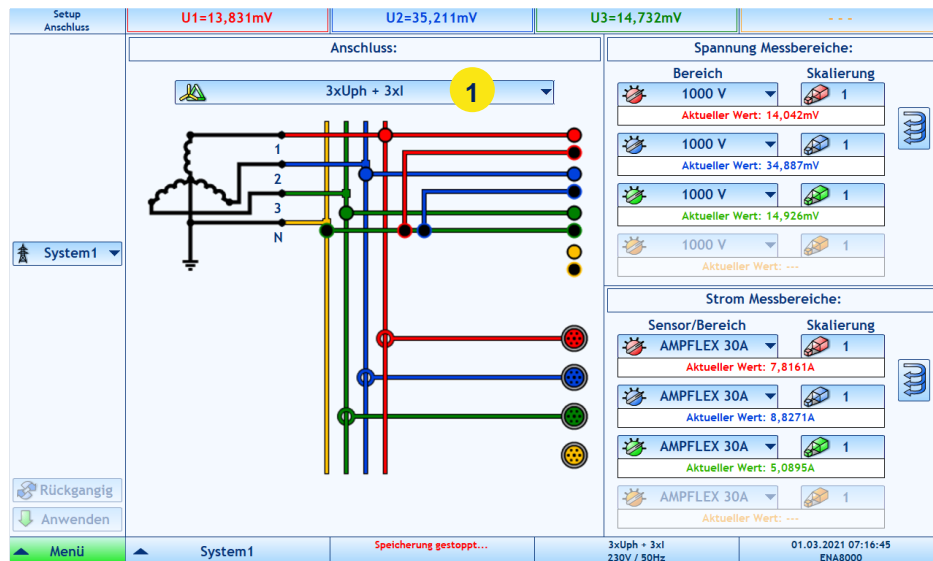 Setup
Anschluss
U1=13,831mV
U2=35,211mV
U3=14,732mV
---
Anschluss:
3xUph + 3xI
1
1
2
3
N
System1
Rückgangig
Anwenden
Spannung Messbereiche:
Bereich Skalierung
1000 V 1
Aktueller Wert: 14,042mV
1000 V 1
Aktueller Wert: 34,887mV
1000 V 1
Aktueller Wert: 14,926mV
1000 V 1
Aktueller Wert: ---
Strom Messbereiche:
Sensor/Bereich Skalierung
AMPFLEX 30A 1
Aktueller Wert: 7,8161A
AMPFLEX 30A 1
Aktueller Wert: 8,8271A
AMPFLEX 30A 1
Aktueller Wert: 5,0895A
AMPFLEX 30A 1
Aktueller Wert: ---
Menü
System1
Speicherung gestoppt...
3xUph + 3xI
230V / 50Hz
01.03.2021 07:16:45
ENA8000